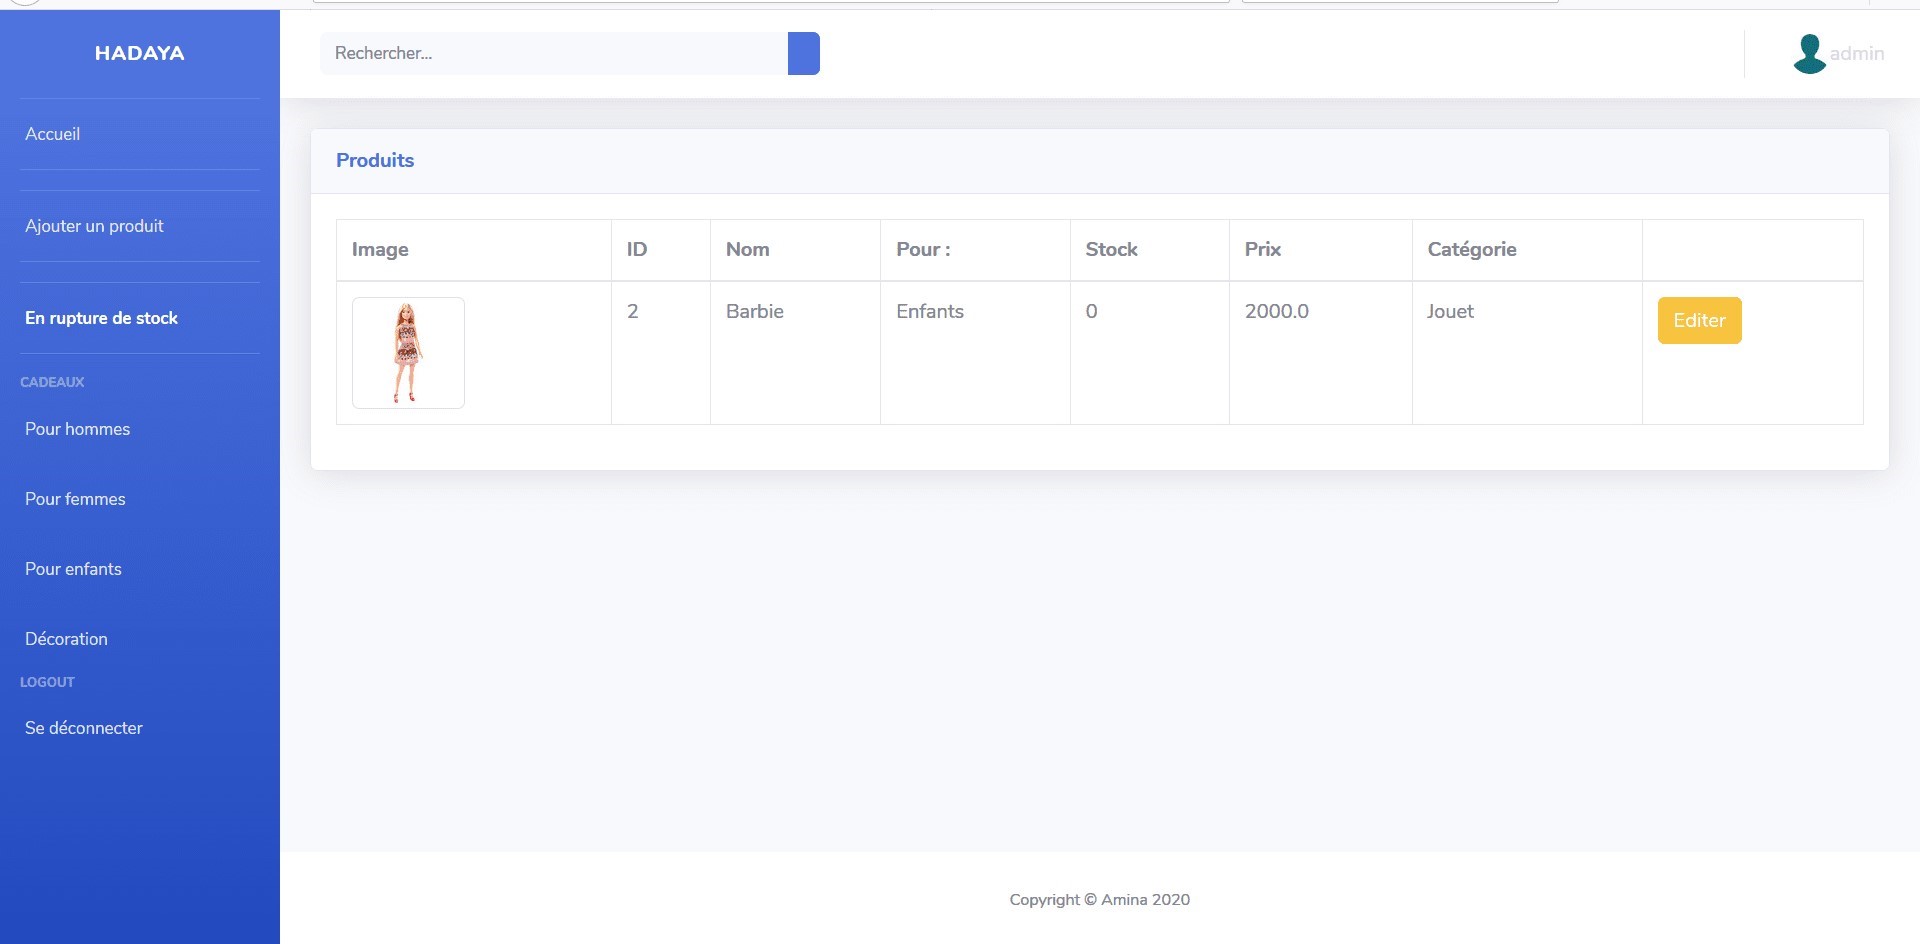 HADAYA
Rechercher...
admin
Accueil
Ajouter un produit
En rupture de stock
CADEAUX
Pour hommes
Pour femmes
Pour enfants
Décoration
LOGOUT
Se déconnecter
Produits
Image ID Nom Pour : Stock Prix Catégorie
2 Barbie Enfants 0 2000.0 Jouet Editer
Copyright © Amina 2020